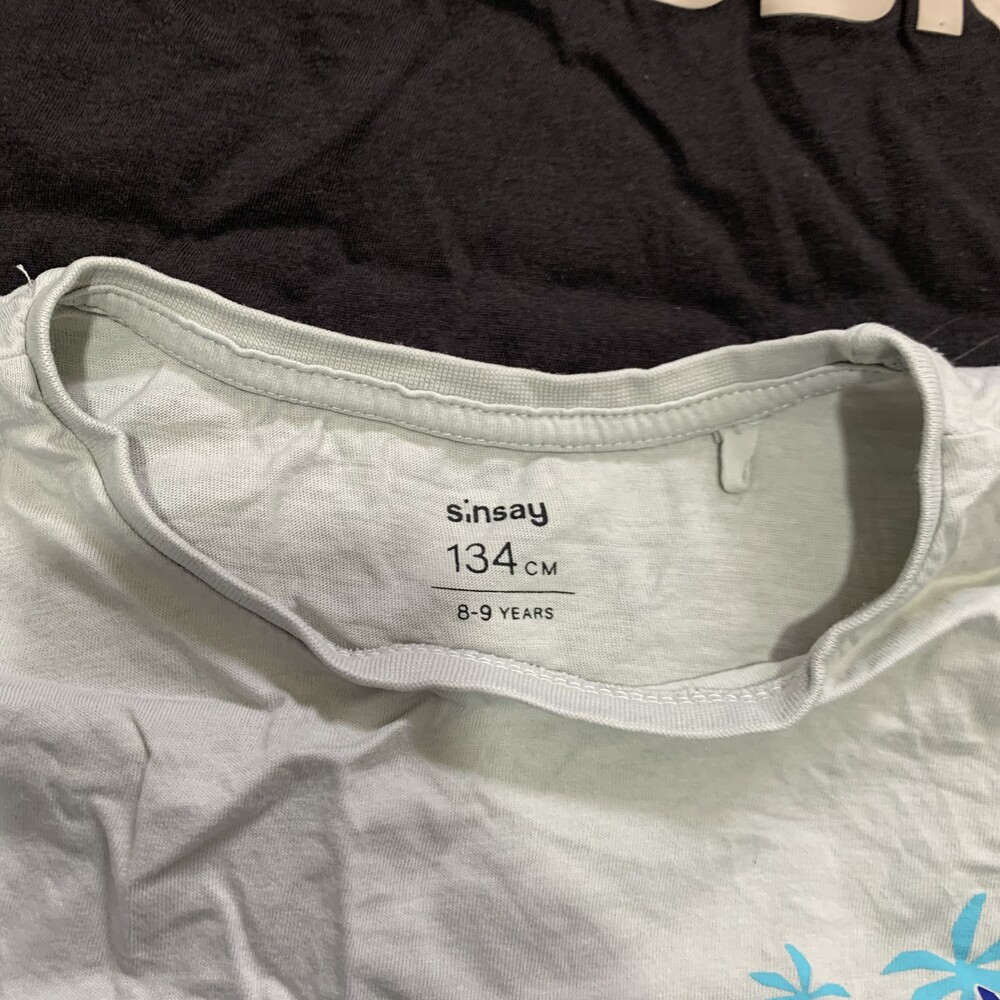 sinsay
134 CM
8-9 YEARS